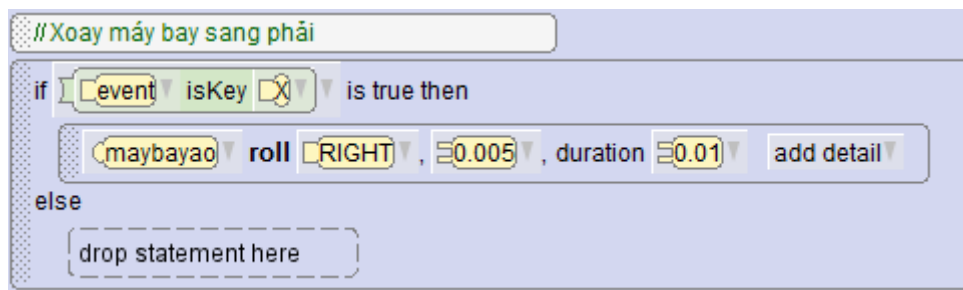 //Xoay máy bay sang phải
if event isKey X is true then
maybayao roll RIGHT , 0.005 , duration 0.01 add detail
else
drop statement here